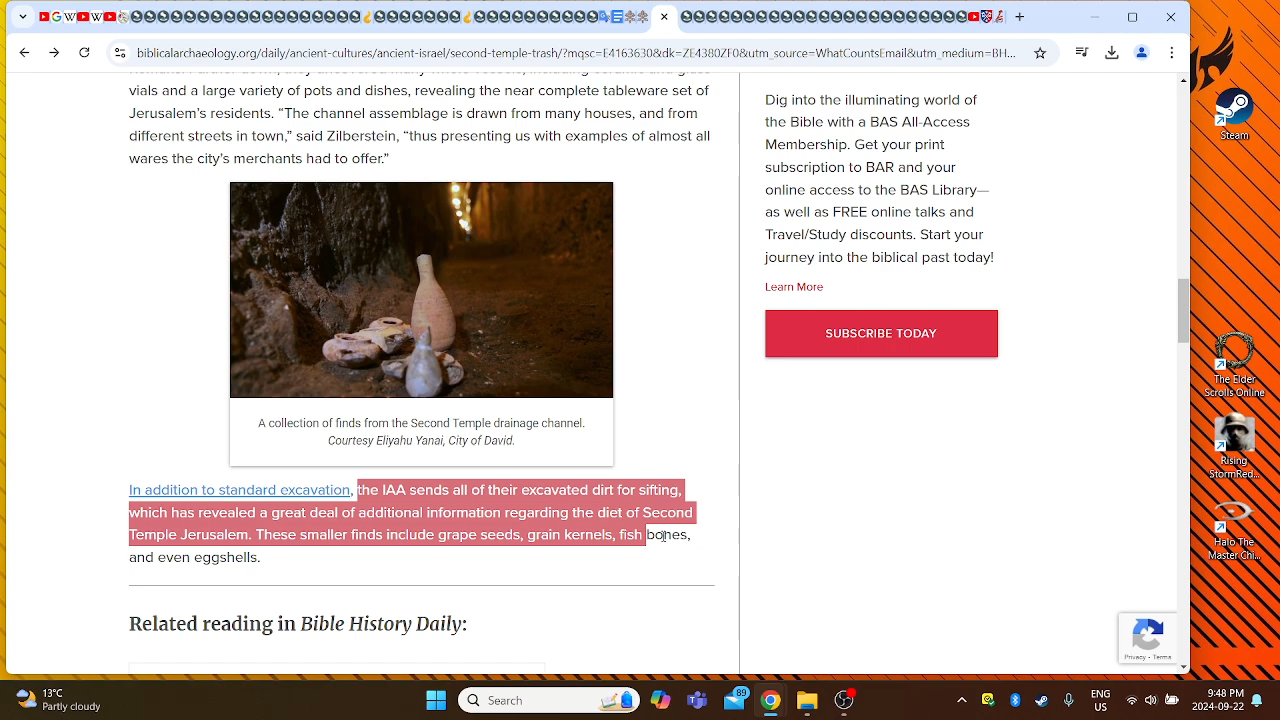 biblicalarchaeology.org/daily/ancient-cultures/ancient-israel/second-temple-trash/?mqsc=E4163630&dk=ZE4380ZF0&utm_source=WhatCountsEmail&utm_medium=BH...
vials and a large variety of pots and dishes, revealing the near complete tableware set of
Jerusalem’s residents. “The channel assemblage is drawn from many houses, and from
different streets in town,” said Zilberstein, “thus presenting us with examples of almost all
wares the city’s merchants had to offer.”
A collection of finds from the Second Temple drainage channel.
Courtesy Eliyahu Yanai, City of David.
In addition to standard excavation, the IAA sends all of their excavated dirt for sifting,
which has revealed a great deal of additional information regarding the diet of Second
Temple Jerusalem. These smaller finds include grape seeds, grain kernels, fish bones,
and even eggshells.
Related reading in Bible History Daily:
Dig into the illuminating world of
the Bible with a BAS All-Access
Membership. Get your print
subscription to BAR and your
online access to the BAS Library—
as well as FREE online talks and
Travel/Study discounts. Start your
journey into the biblical past today!
Learn More
SUBSCRIBE TODAY
Privacy - Terms
Steam
The Elder
Scrolls Online
Rising
StormRed...
Halo The
Master Chi...
13°C
Partly cloudy
Search
89
ENG
US
9:48 PM
2024-09-22